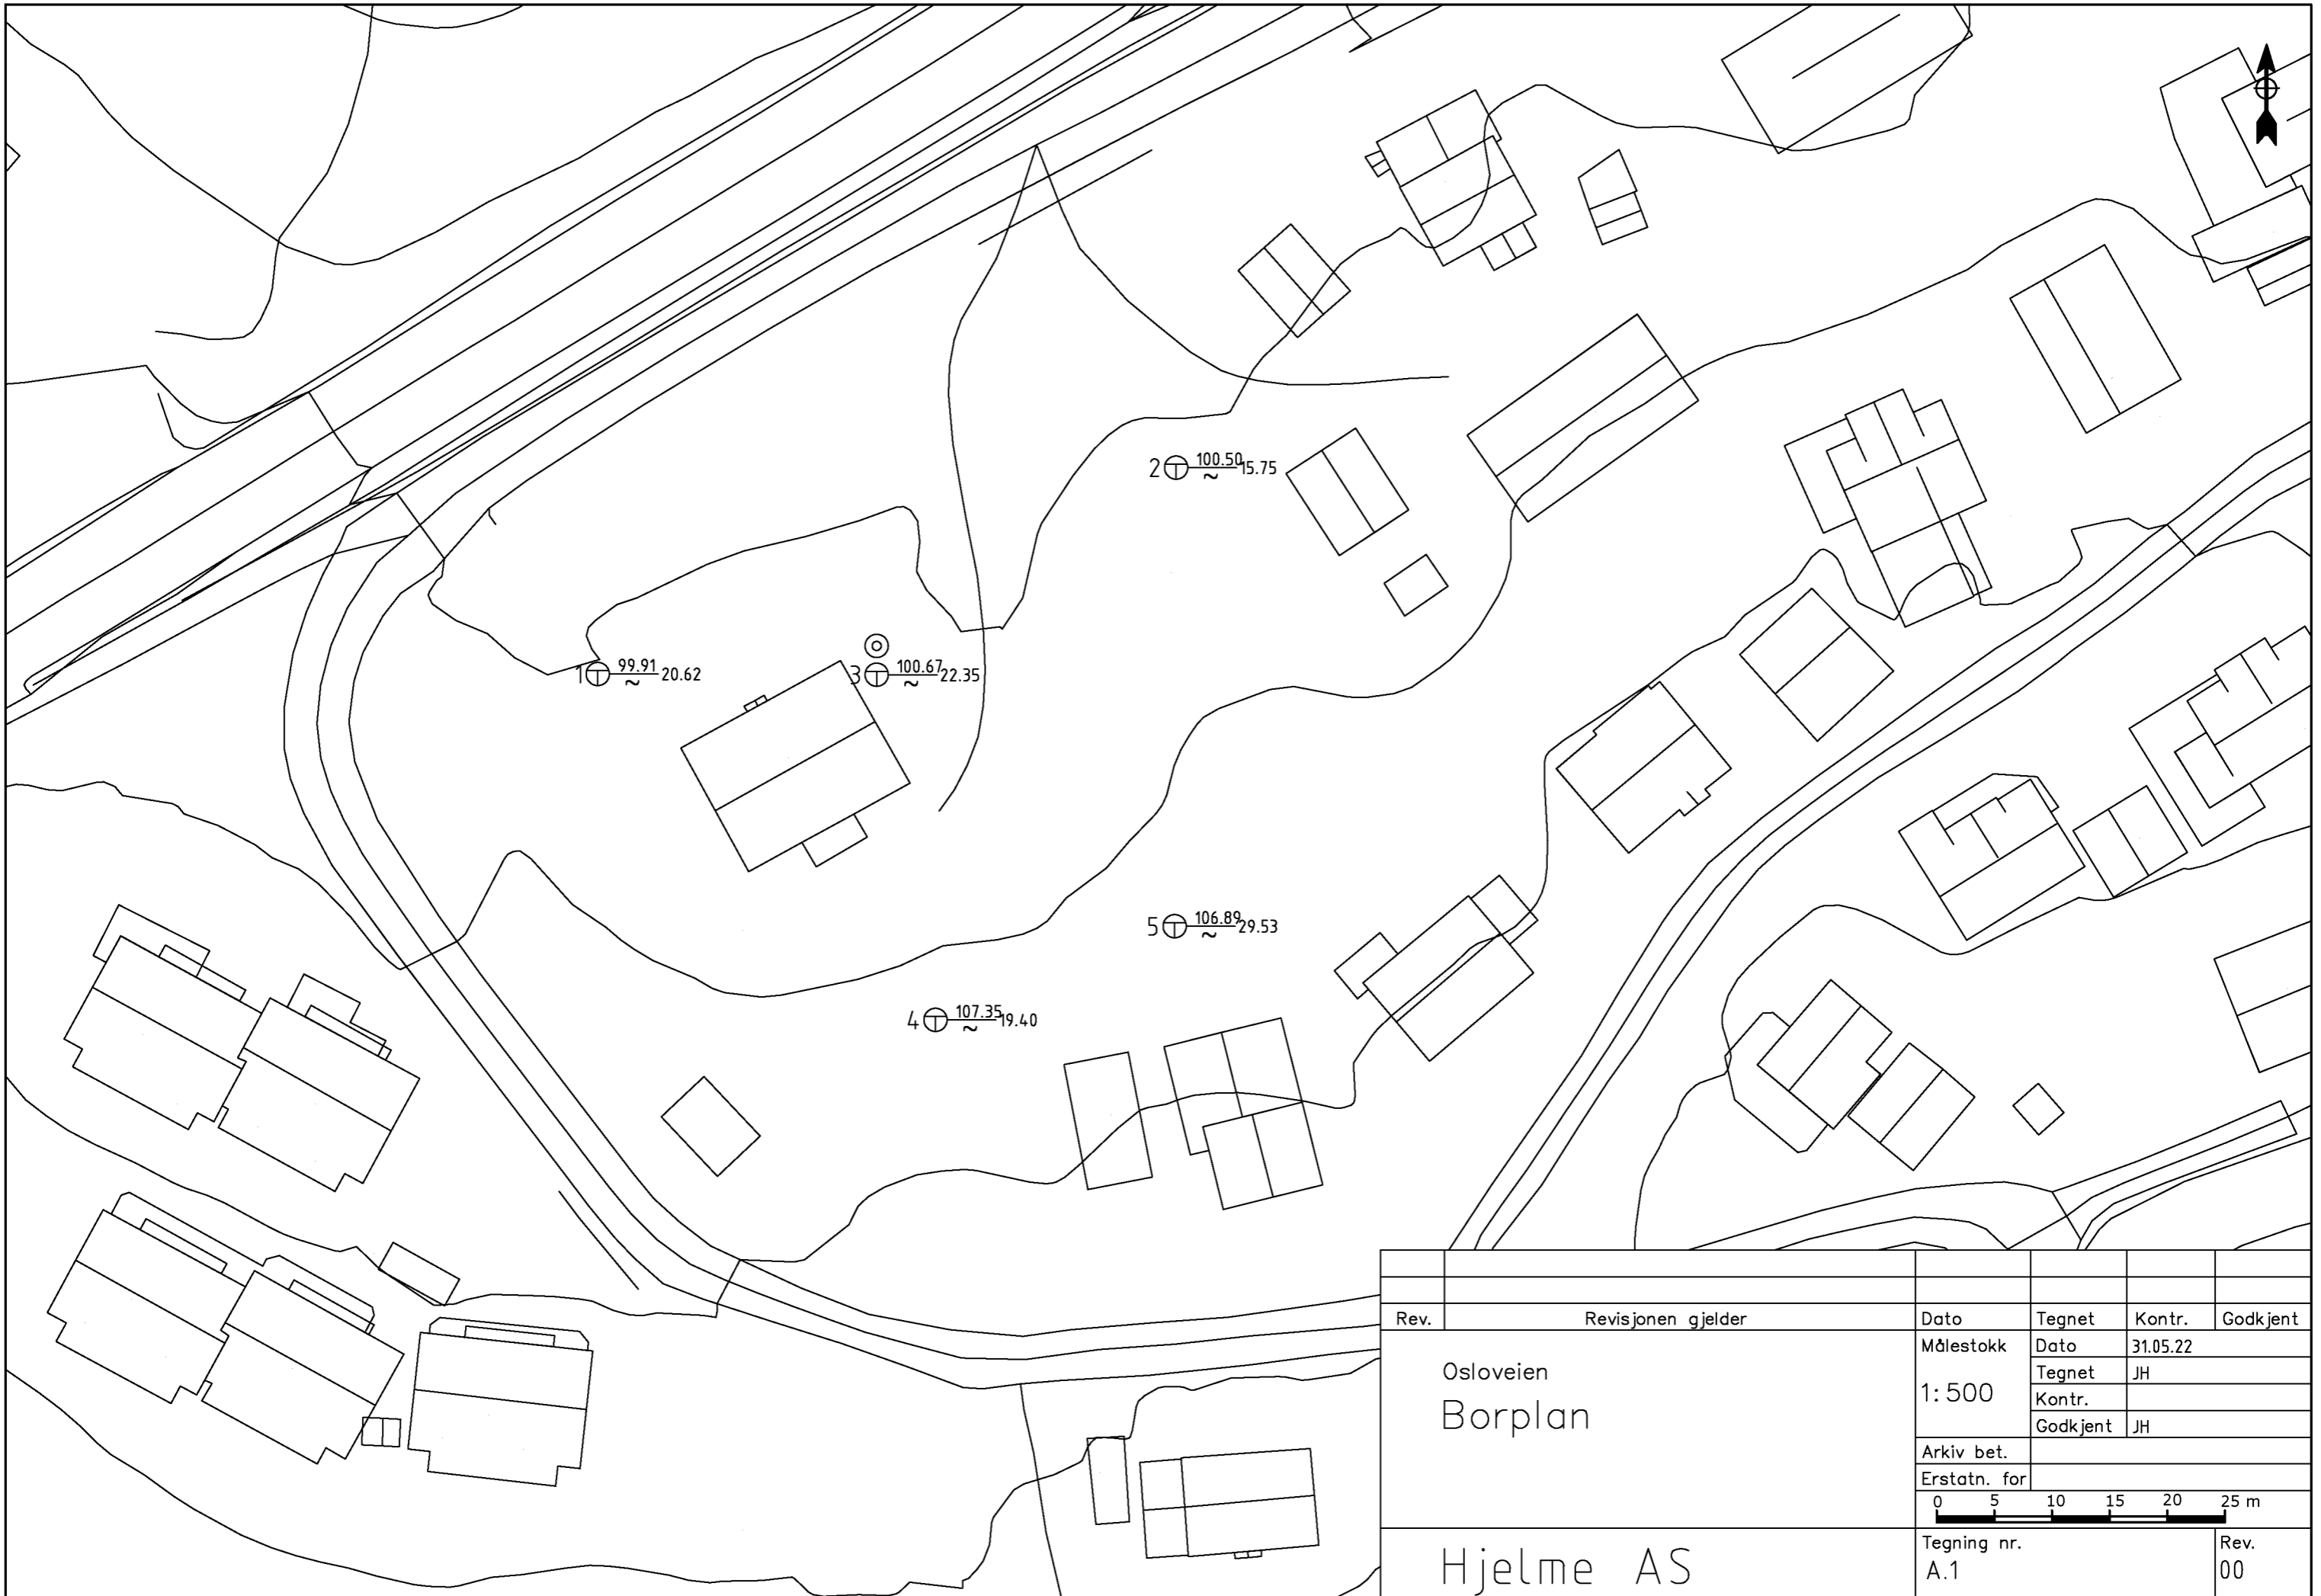 2 100.50 15.75
~
1 99.91 20.62
~
3 100.67 22.35
~
5 106.89 29.53
~
4 107.35 19.40
~
Rev. Revisjonen gjelder Dato Tegnet Kontr. Godkjent
Osloveien
Borplan
Målestokk
1:500
Dato 31.05.22
Tegnet JH
Kontr.
Godkjent JH
Arkiv bet.
Erstatn. for
0 5 10 15 20 25 m
Hjelme AS
Tegning nr.
A.1
Rev.
00